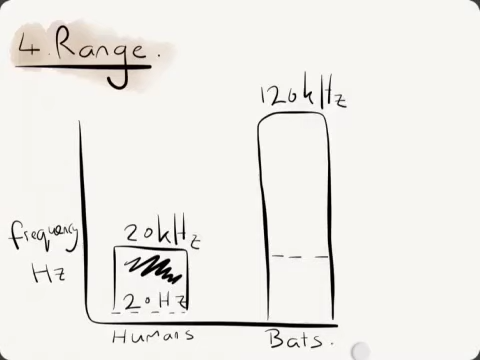 4. Range.
120kHz
20kHz
frequency
Hz
20Hz
Humans
Bats.